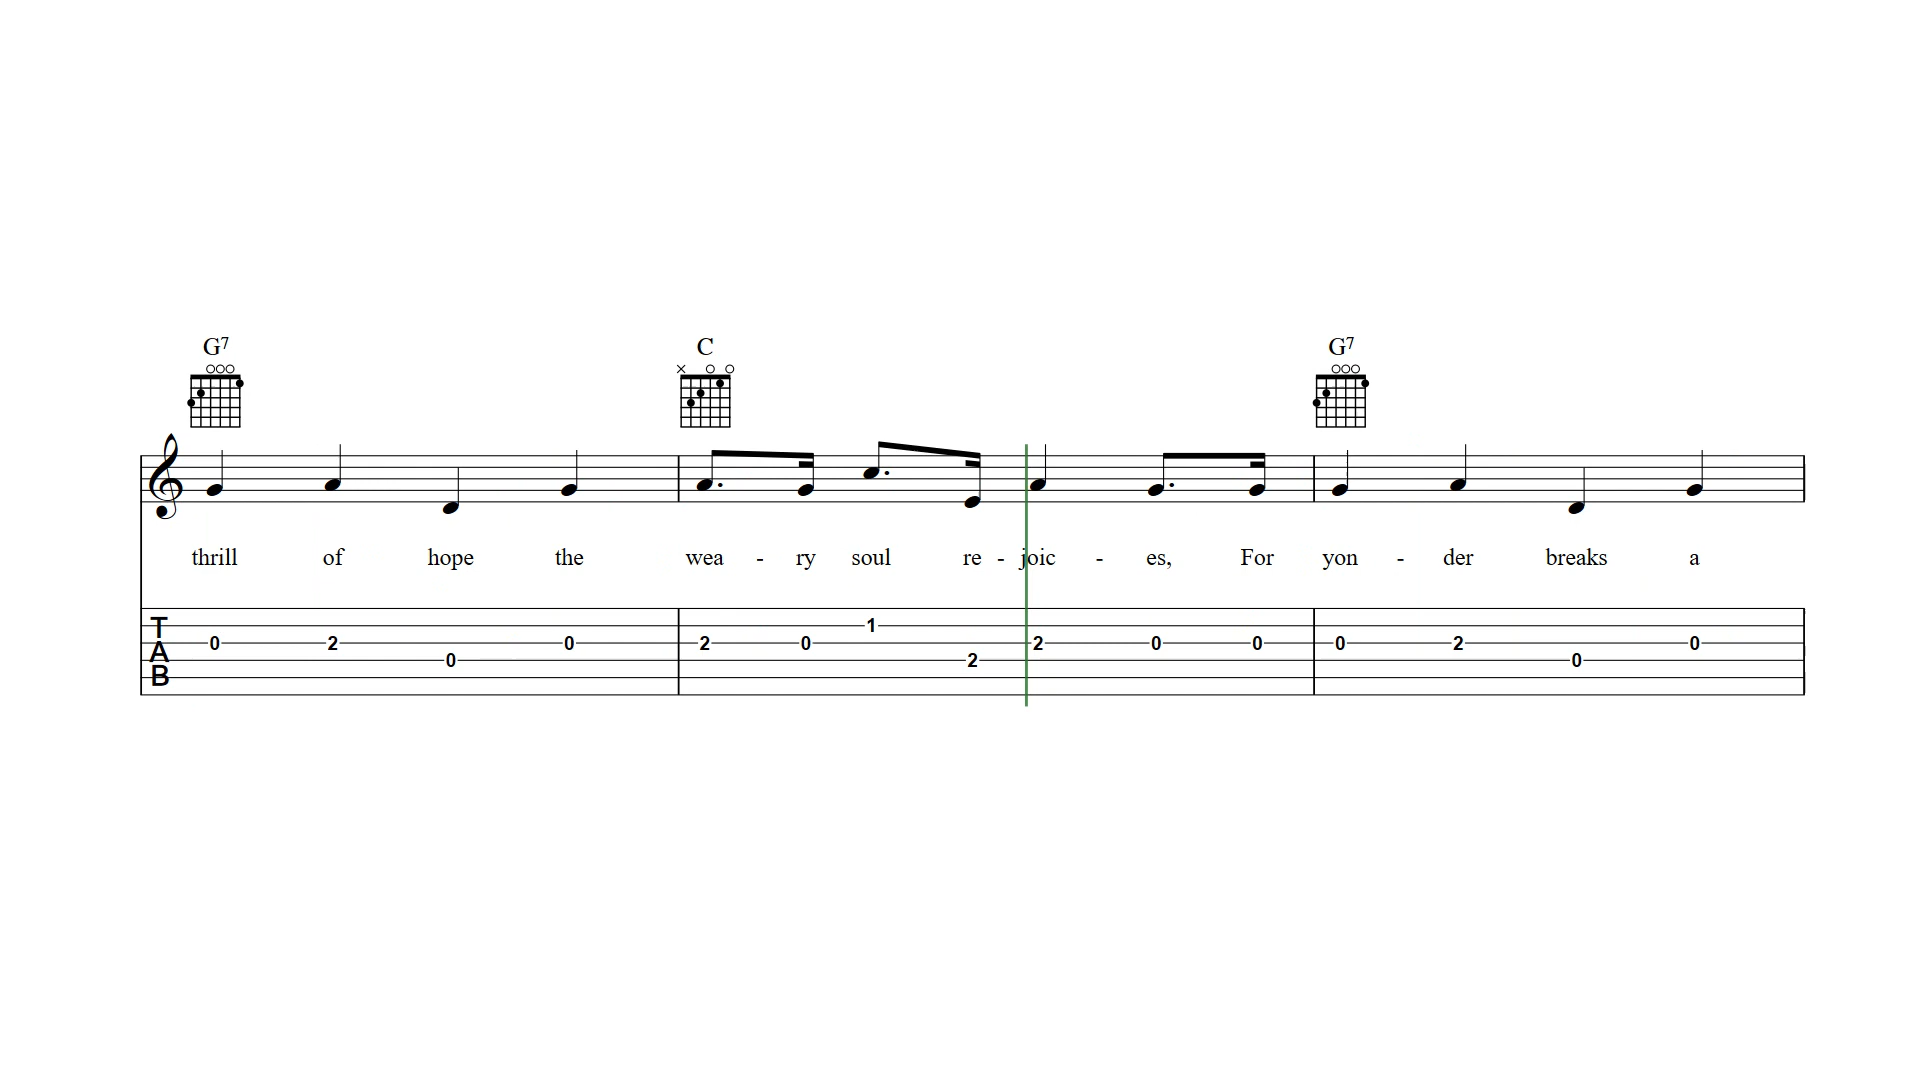 G7 C G7
thrill of hope the wea - ry soul re - joic - es, For yon - der breaks a
T 1
0 2 0 2 0 2 0 0 0 2 0
A 0 2 0
B